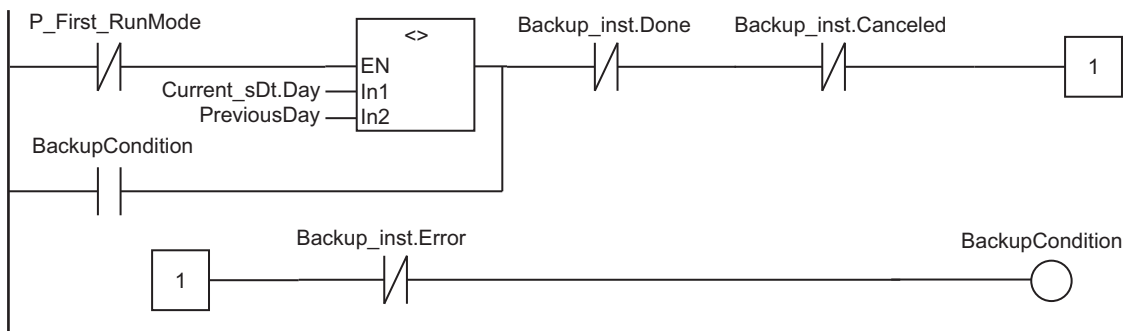 P_First_RunMode
<>
Backup_inst.Done
Backup_inst.Canceled
EN
1
Current_sDt.Day
In1
PreviousDay
In2
BackupCondition
Backup_inst.Error
BackupCondition
1